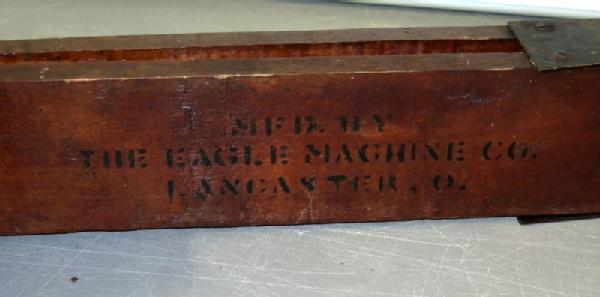 MFD. BY
THE EAGLE MACHINE CO.
LANCASTER, O.